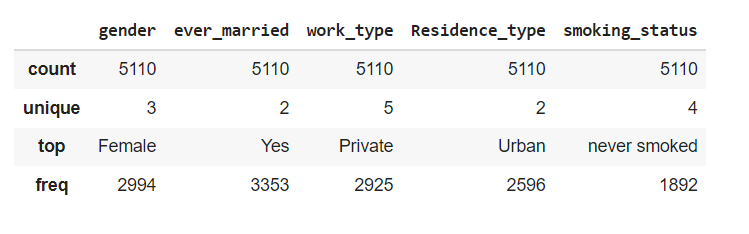 gender ever_married work_type Residence_type smoking_status
count 5110 5110 5110 5110 5110
unique 3 2 5 2 4
top Female Yes Private Urban never smoked
freq 2994 3353 2925 2596 1892